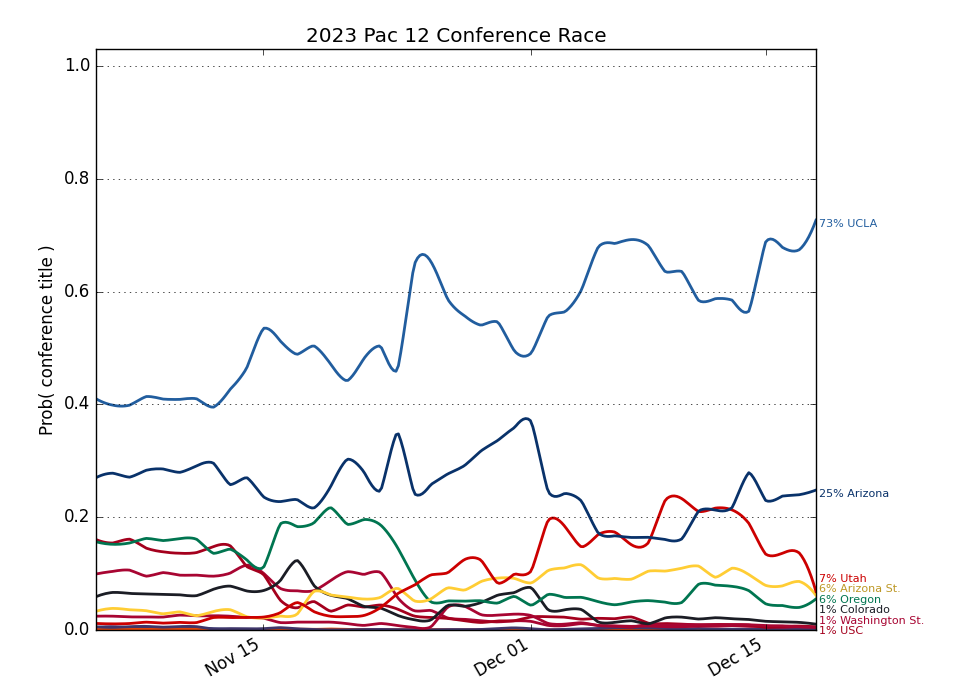 2023 Pac 12 Conference Race
Prob( conference title )
1.0
0.8
0.6
0.4
0.2
0.0
Nov 15
Dec 01
Dec 15
73% UCLA
25% Arizona
7% Utah
6% Arizona St.
6% Oregon
1% Colorado
1% Washington St.
1% USC